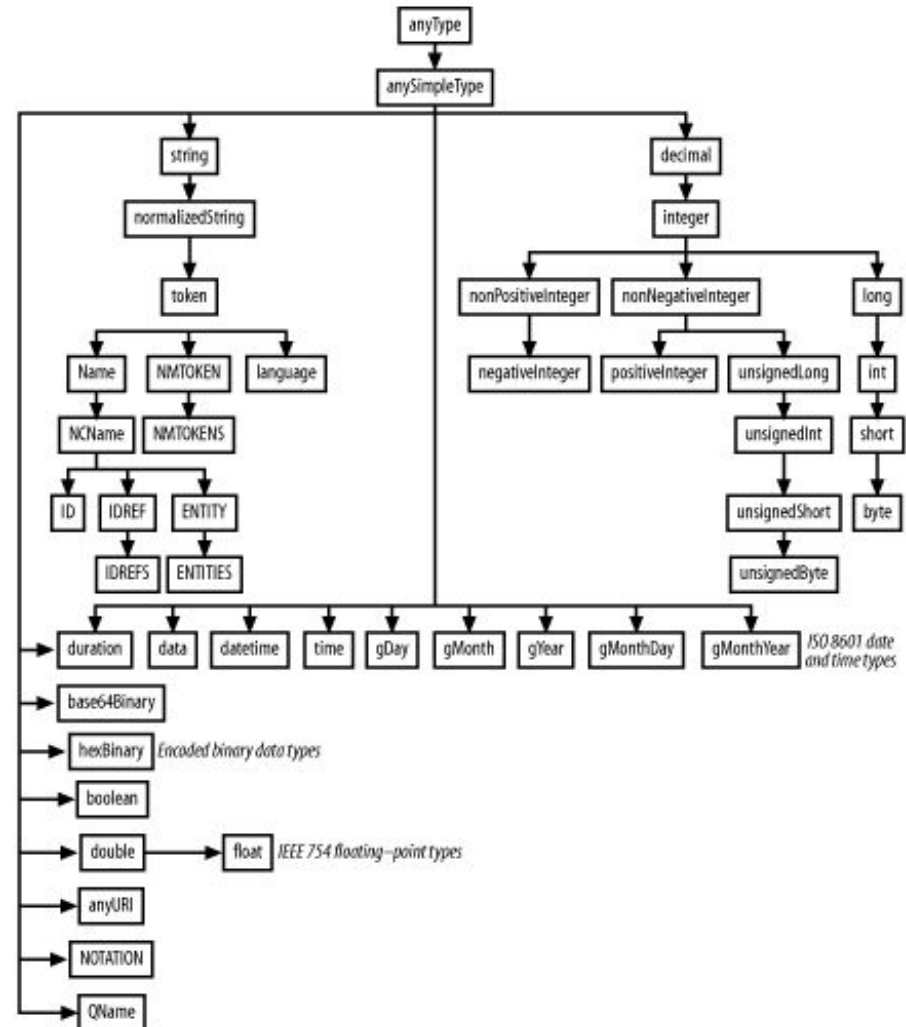 anyType
anySimpleType
string decimal
normalizedString integer
token nonPositiveInteger nonNegativeInteger long
Name NMTOKEN language negativeInteger positiveInteger unsignedLong int
NCName NMTOKENS unsignedInt short
ID IDREF ENTITY unsignedShort byte
IDREFS ENTITIES unsignedByte
duration data datetime time gDay gMonth gYear gMonthDay gMonthYear ISO 8601 date
and time types
base64Binary
hexBinary Encoded binary data types
boolean
double float IEEE 754 floating–point types
anyURI
NOTATION
QName